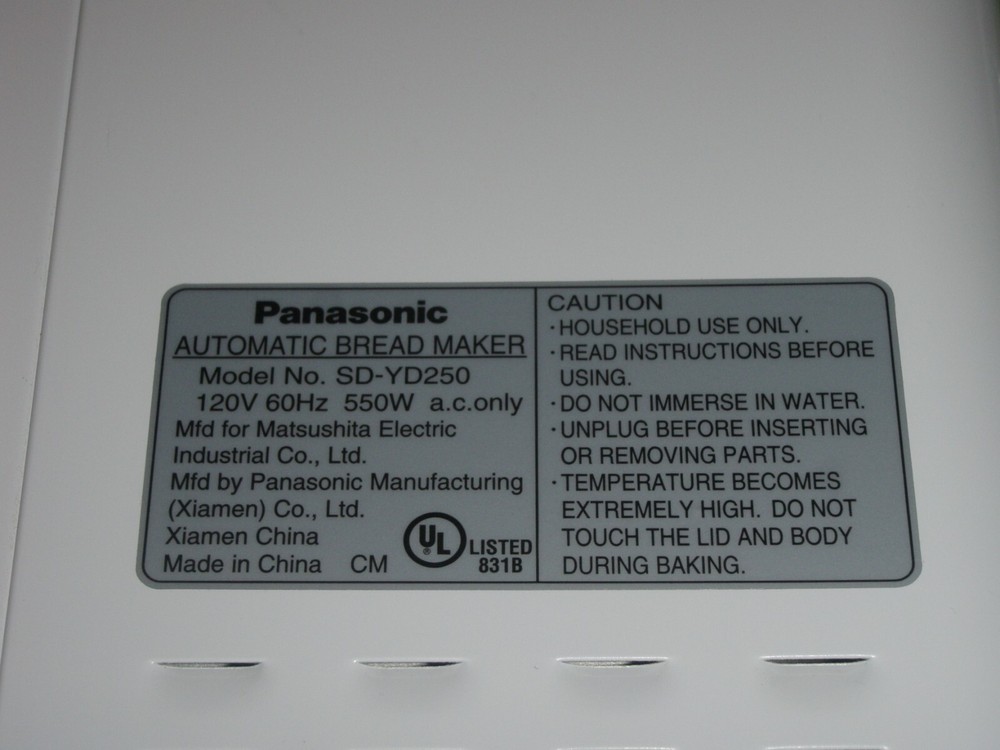 Panasonic
AUTOMATIC BREAD MAKER
Model No. SD-YD250
120V 60Hz 550W a.c.only
Mfd for Matsushita Electric
Industrial Co., Ltd.
Mfd by Panasonic Manufacturing
(Xiamen) Co., Ltd.
Xiamen China
Made in China CM
UL® LISTED
831B
CAUTION
·HOUSEHOLD USE ONLY.
·READ INSTRUCTIONS BEFORE
USING.
·DO NOT IMMERSE IN WATER.
·UNPLUG BEFORE INSERTING
OR REMOVING PARTS.
·TEMPERATURE BECOMES
EXTREMELY HIGH. DO NOT
TOUCH THE LID AND BODY
DURING BAKING.